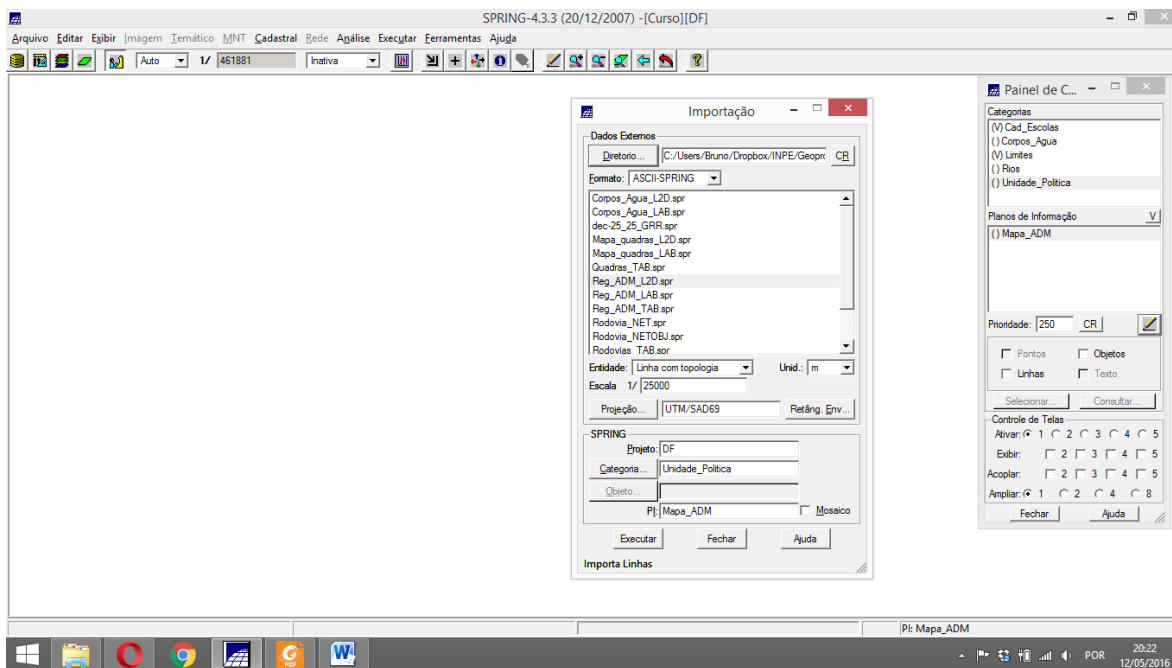 SPRING-4.3.3 (20/12/2007) -[Curso][DF]
Arquivo Editar Exibir Imagem Temático MNT Cadastral Rede Análise Executar Ferramentas Ajuda
Auto 1/ 461881 Inativa
Importação
Dados Externos
Diretorio... C:/Users/Bruno/Dropbox/INPE/Geopro CR
Formato: ASCII-SPRING
Corpos_Agua_L2D.spr
Corpos_Agua_LAB.spr
dec-25_25_GRR.spr
Mapa_quadras_L2D.spr
Mapa_quadras_LAB.spr
Quadras_TAB.spr
Reg_ADM_L2D.spr
Reg_ADM_LAB.spr
Reg_ADM_TAB.spr
Rodovia_NET.spr
Rodovia_NETOBJ.spr
Rodovias_TAB.spr
Entidade: Linha com topologia Unid.: m
Escala 1/ 25000
Projeção... UTM/SAD69 Retâng. Env...
SPRING
Projeto: DF
Categoria... Unidade_Politica
Objeto...
PI: Mapa_ADM Mosaico
Executar Fechar Ajuda
Importa Linhas
Painel de C...
Categorias
(V) Cad_Escolas
() Corpos_Agua
(V) Limites
() Rios
() Unidade_Politica
Planos de Informação V
() Mapa_ADM
Prioridade: 250 CR
Pontos Objetos
Linhas Texto
Selecionar... Consultar...
Controle de Telas
Ativar: 1 2 3 4 5
Exibir: 2 3 4 5
Acoplar: 2 3 4 5
Ampliar: 1 2 4 8
Fechar Ajuda
PI: Mapa_ADM
POR
20:22
12/05/2016